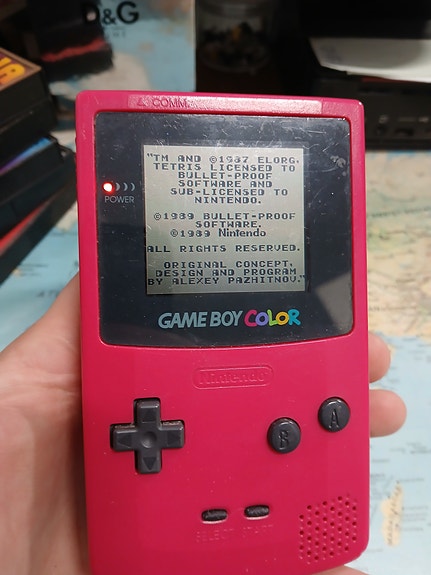 D&G
COMM.
"TM AND ©1987 ELORG,
TETRIS LICENSED TO
BULLET-PROOF
SOFTWARE AND
SUB-LICENSED TO
NINTENDO.
©1989 BULLET-PROOF
SOFTWARE.
©1989 Nintendo
ALL RIGHTS RESERVED.
ORIGINAL CONCEPT,
DESIGN AND PROGRAM
BY ALEXEY PAZHITNOV."
POWER
GAME BOY COLOR
Nintendo
B
A
SELECT START